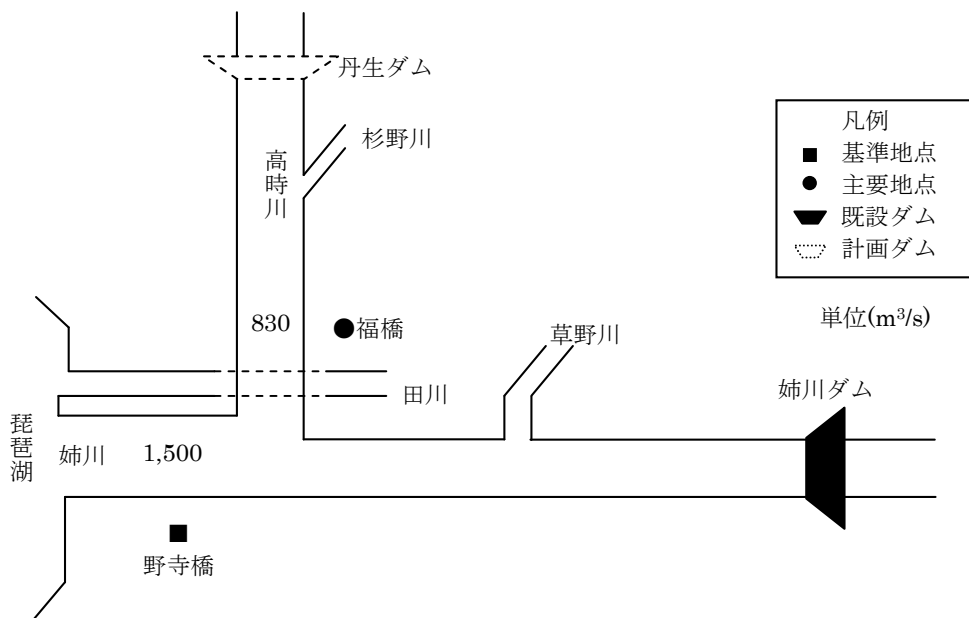 丹生ダム
杉野川
高時川
凡例
基準地点
主要地点
既設ダム
計画ダム
単位(m³/s)
830
福橋
草野川
田川
姉川ダム
琵琶湖
姉川 1,500
野寺橋